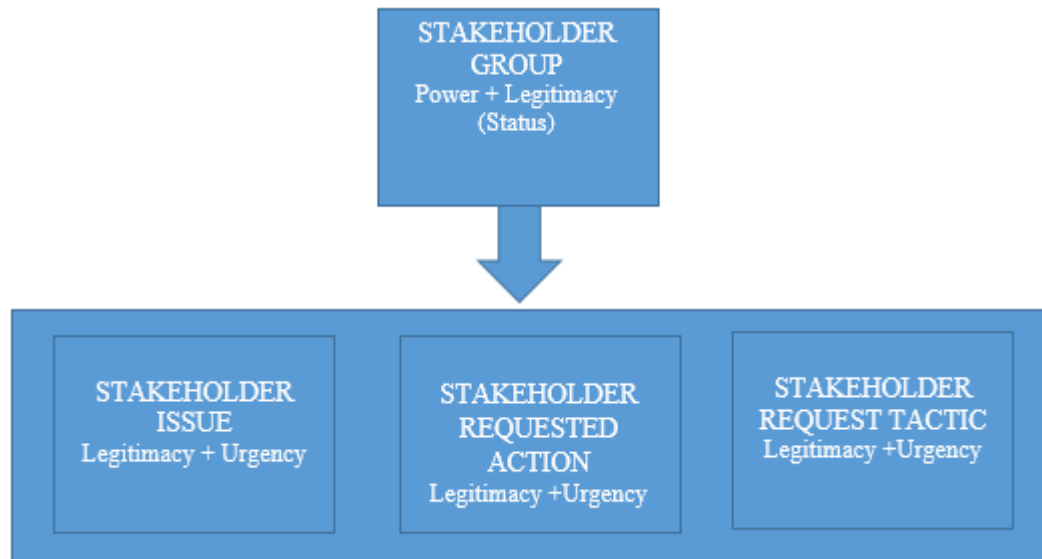 STAKEHOLDER
GROUP
Power + Legitimacy
(Status)
STAKEHOLDER
ISSUE
Legitimacy + Urgency
STAKEHOLDER
REQUESTED
ACTION
Legitimacy +Urgency
STAKEHOLDER
REQUEST TACTIC
Legitimacy +Urgency